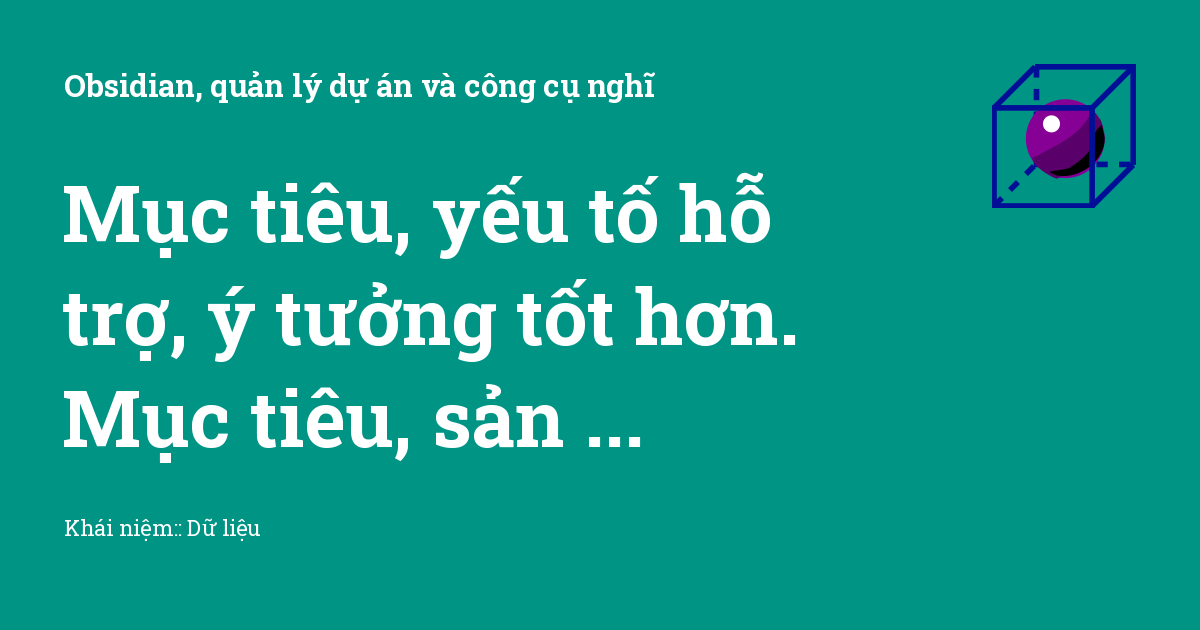 Obsidian, quản lý dự án và công cụ nghĩ
Mục tiêu, yếu tố hỗ
trợ, ý tưởng tốt hơn.
Mục tiêu, sản ...
Khái niệm:: Dữ liệu